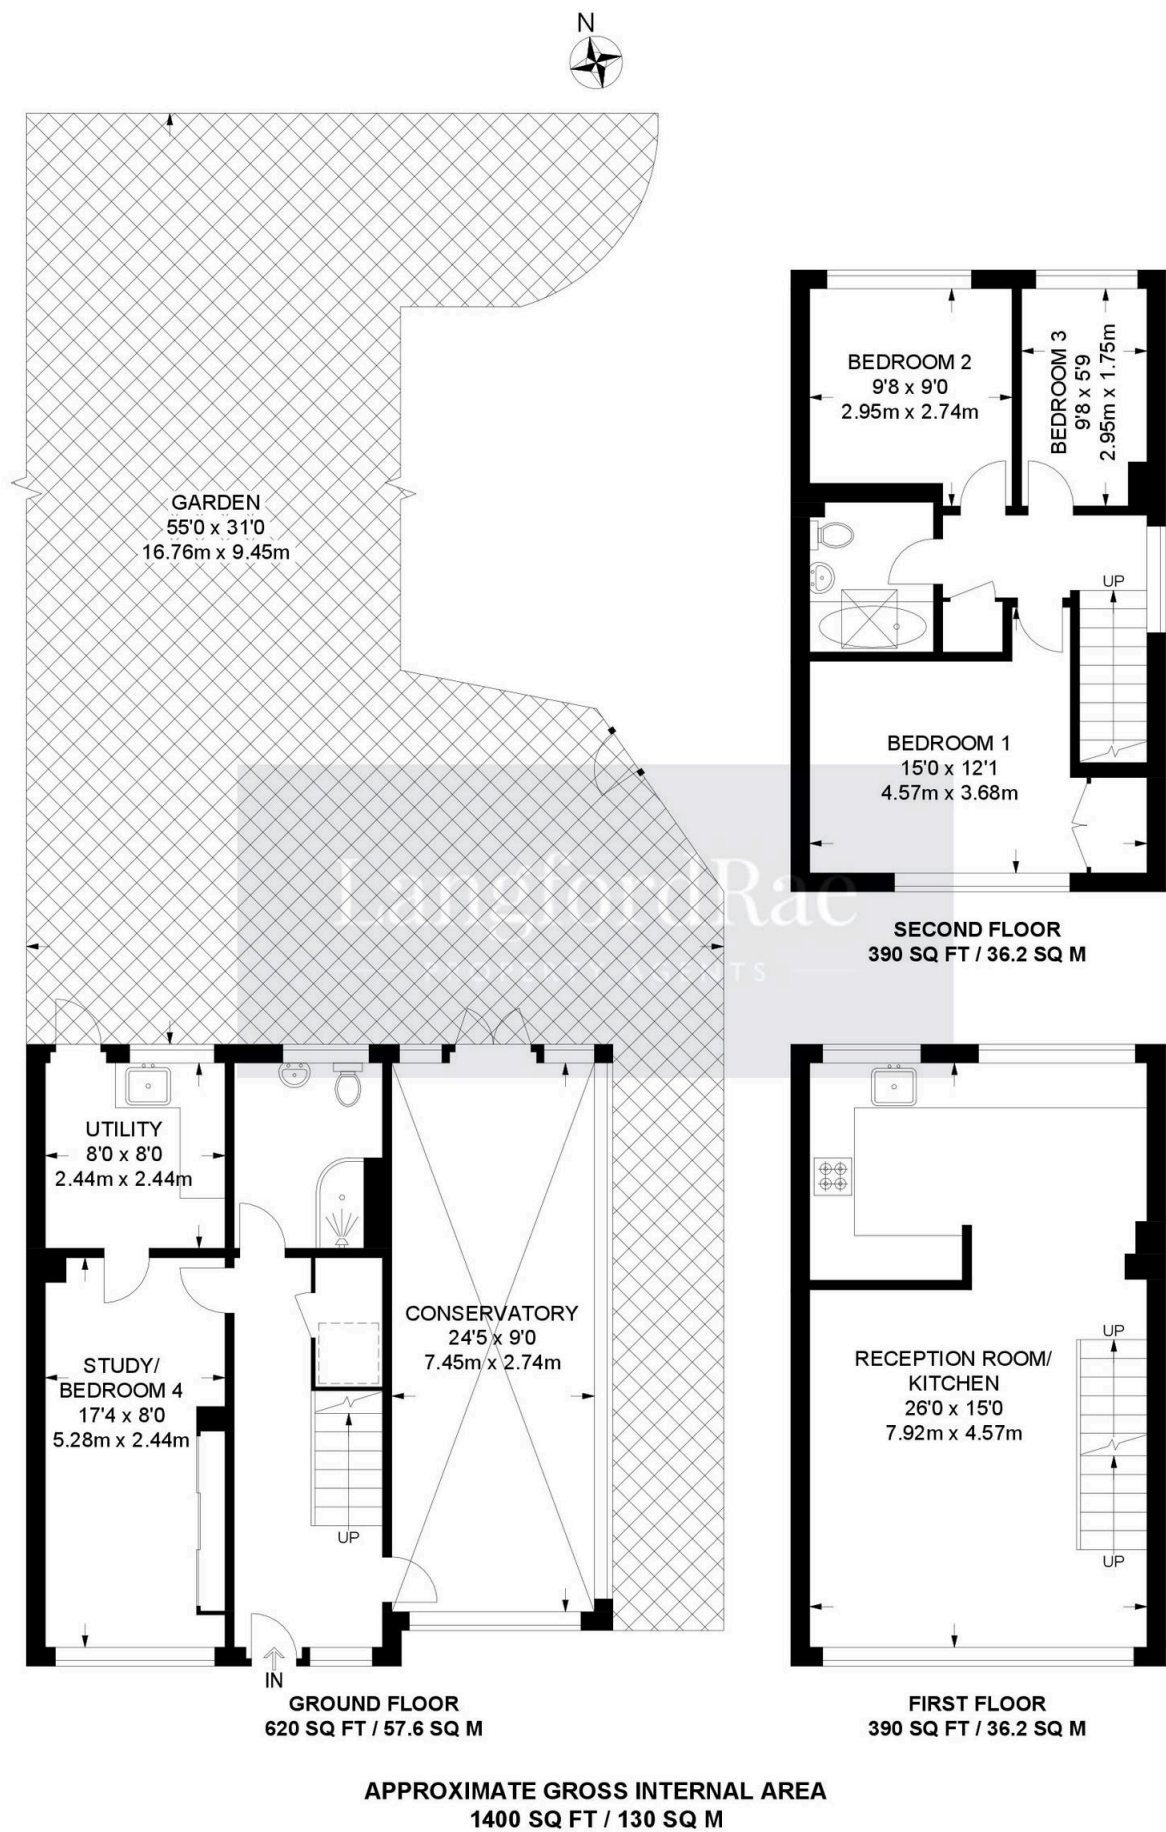 N
GARDEN
55'0 x 31'0
16.76m x 9.45m
BEDROOM 2
9'8 x 9'0
2.95m x 2.74m
BEDROOM 3
9'8 x 5'9
2.95m x 1.75m
UP
BEDROOM 1
15'0 x 12'1
4.57m x 3.68m
SECOND FLOOR
390 SQ FT / 36.2 SQ M
LangfordRae
PROPERTY AGENTS
UTILITY
8'0 x 8'0
2.44m x 2.44m
CONSERVATORY
24'5 x 9'0
7.45m x 2.74m
STUDY/
BEDROOM 4
17'4 x 8'0
5.28m x 2.44m
UP
IN
GROUND FLOOR
620 SQ FT / 57.6 SQ M
UP
RECEPTION ROOM/
KITCHEN
26'0 x 15'0
7.92m x 4.57m
UP
FIRST FLOOR
390 SQ FT / 36.2 SQ M
APPROXIMATE GROSS INTERNAL AREA
1400 SQ FT / 130 SQ M